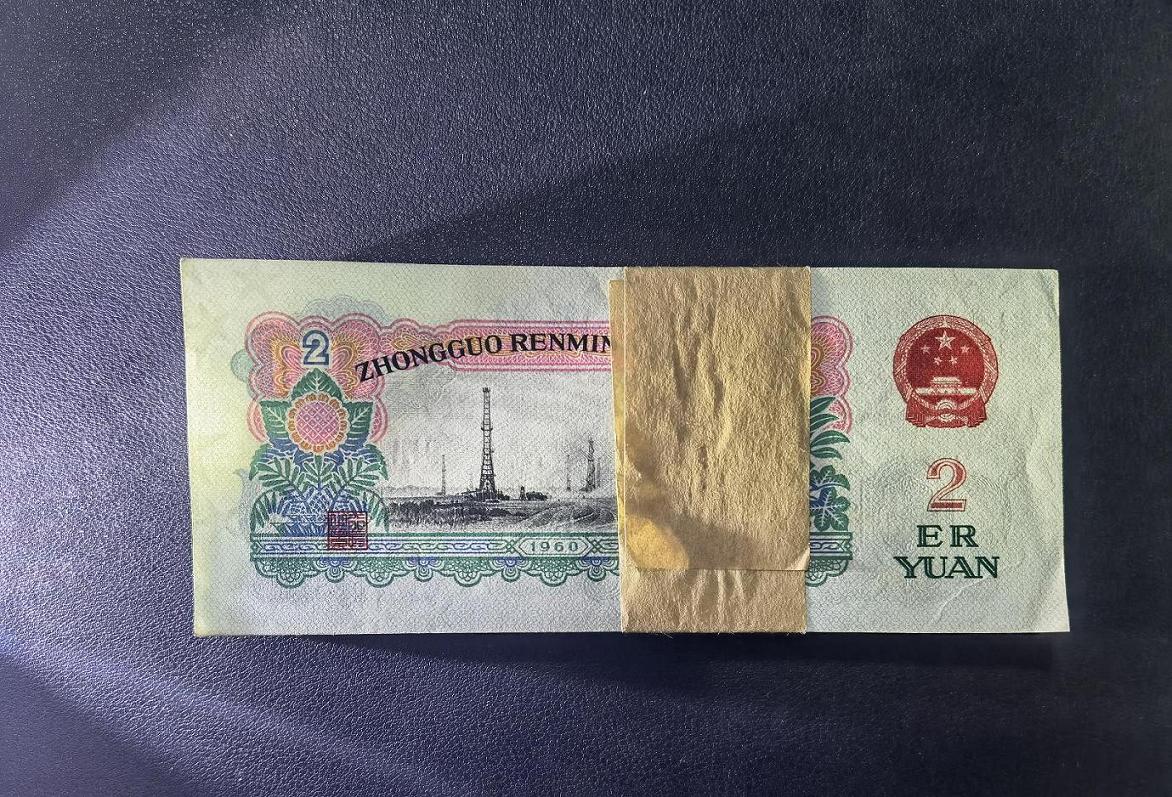 2
ZHONGGUO RENMIN
1960
2
ER
YUAN